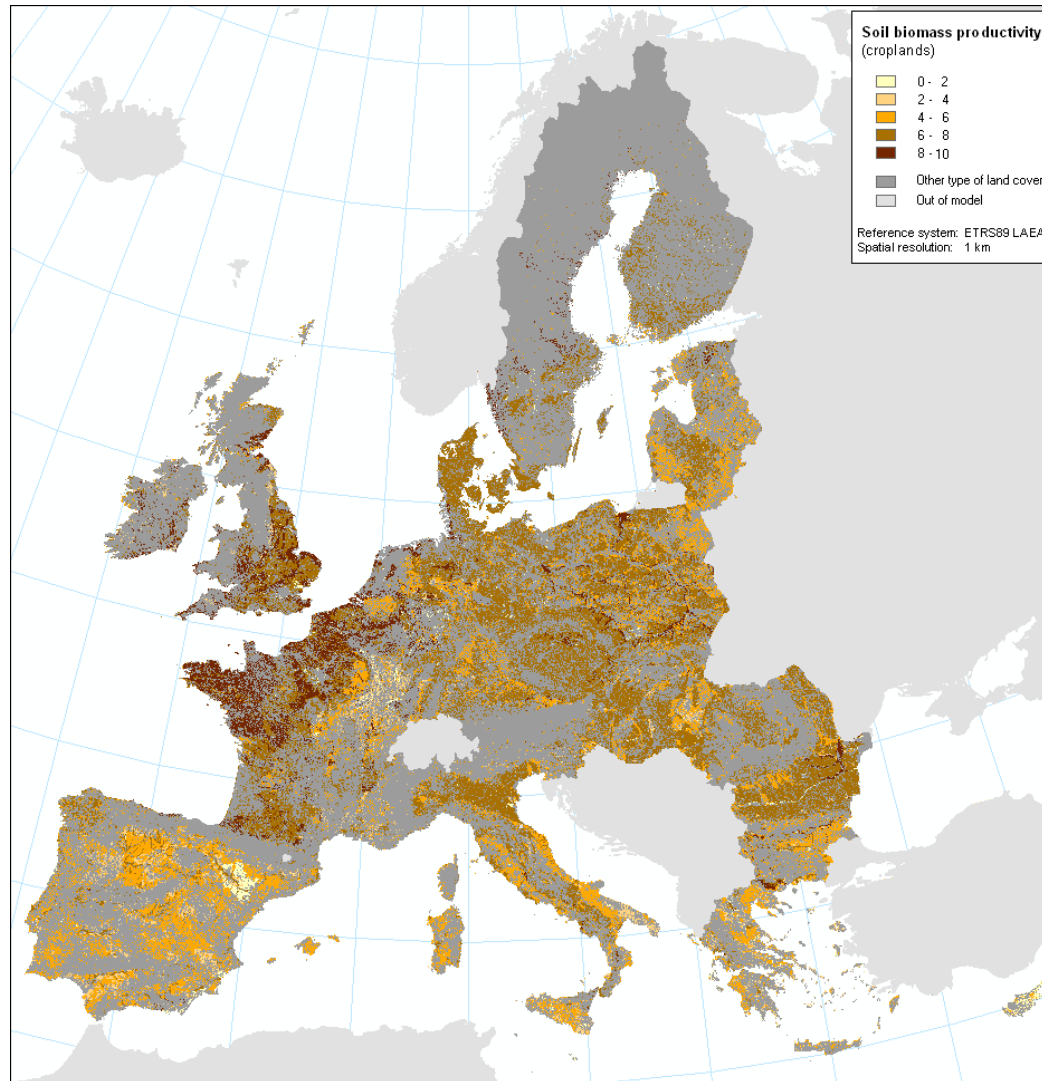 Soil biomass productivity
(croplands)
0 - 2
2 - 4
4 - 6
6 - 8
8 - 10
Other type of land cover
Out of model
Reference system: ETRS89 LAEA
Spatial resolution: 1 km